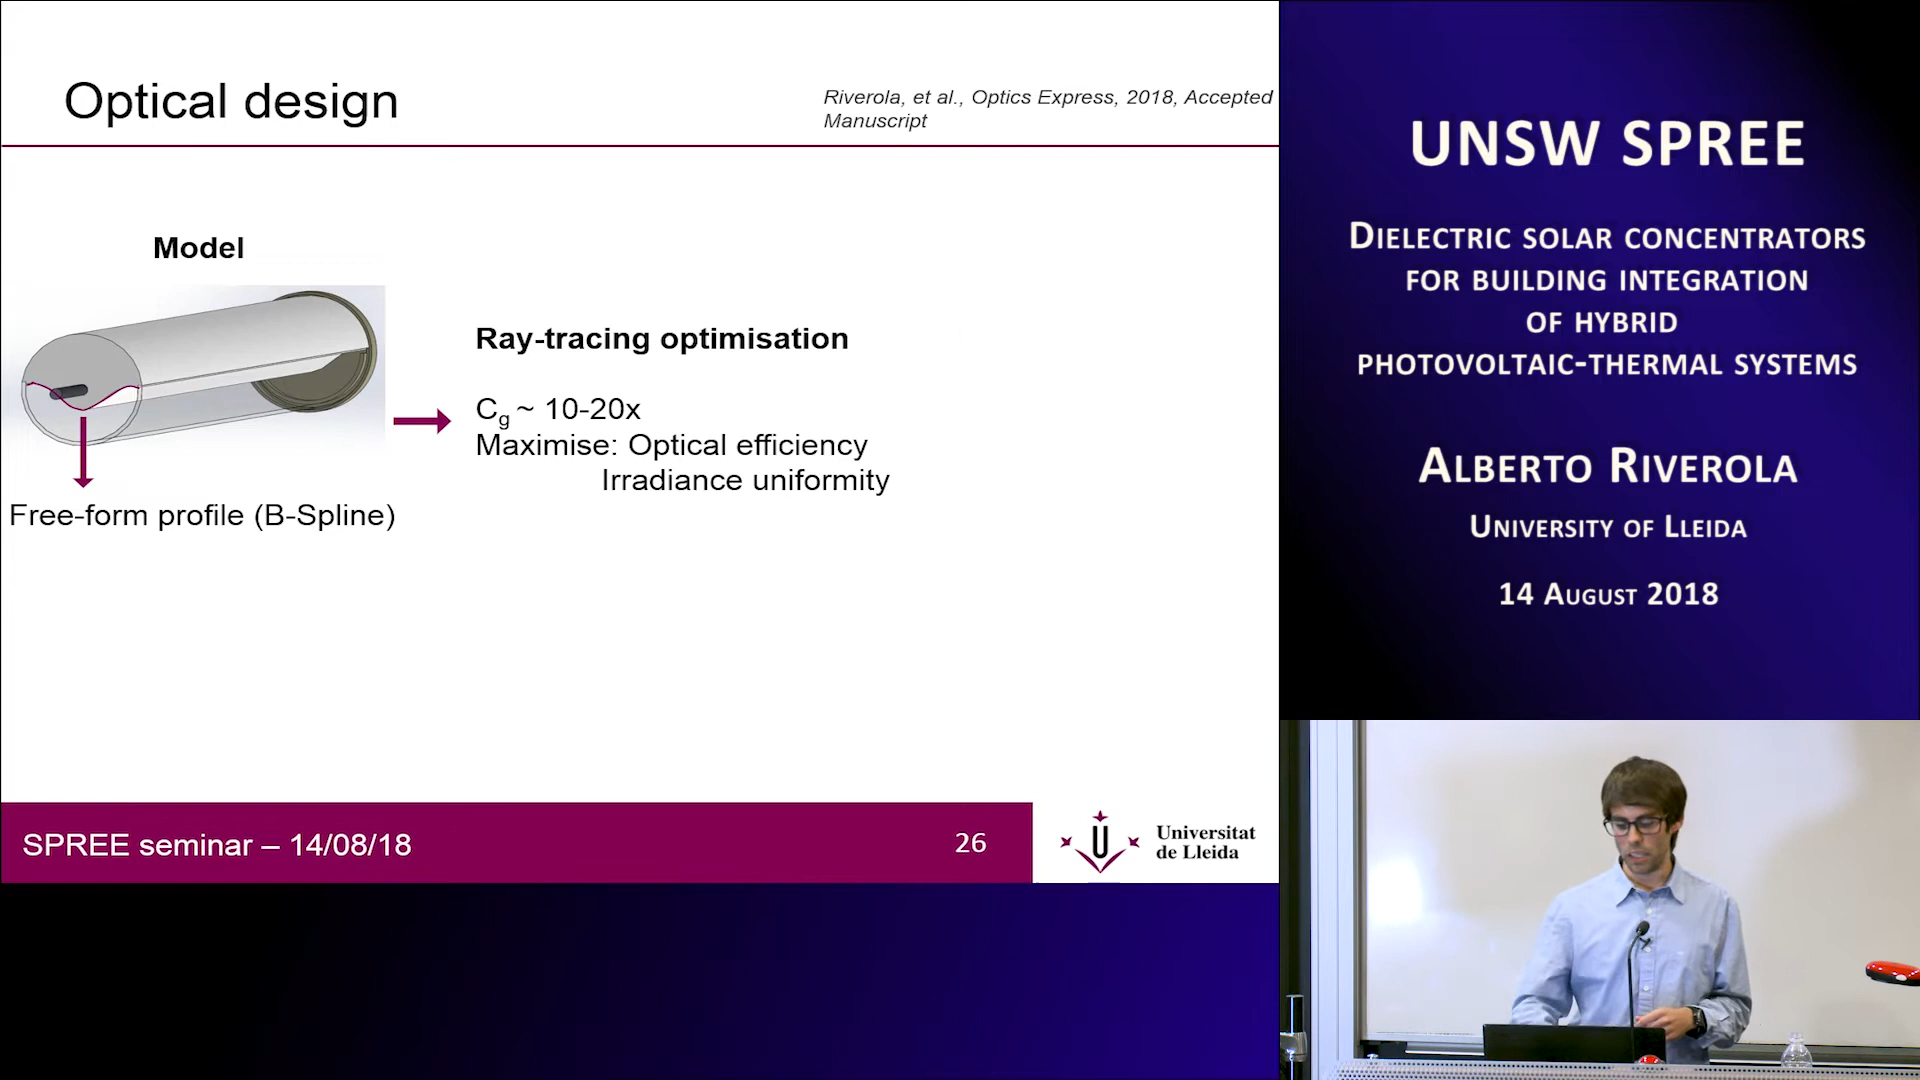 Optical design
Riverola, et al., Optics Express, 2018, Accepted
Manuscript
Model
Ray-tracing optimisation
Cg ~ 10-20x
Maximise: Optical efficiency
Irradiance uniformity
Free-form profile (B-Spline)
SPREE seminar – 14/08/18
26
Universitat
de Lleida
UNSW SPREE
DIELECTRIC SOLAR CONCENTRATORS
FOR BUILDING INTEGRATION
OF HYBRID
PHOTOVOLTAIC-THERMAL SYSTEMS
ALBERTO RIVEROLA
UNIVERSITY OF LLEIDA
14 AUGUST 2018